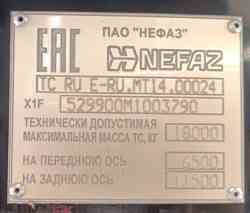 ЕАС
ПАО "НЕФАЗ"
NEFAZ
ТС RU Е-RU.МТ14.00024
X1F 529900M1003790
ТЕХНИЧЕСКИ ДОПУСТИМАЯ
МАКСИМАЛЬНАЯ МАССА ТС, КГ 18000
НА ПЕРЕДНЮЮ ОСЬ 6500
НА ЗАДНЮЮ ОСЬ 11500